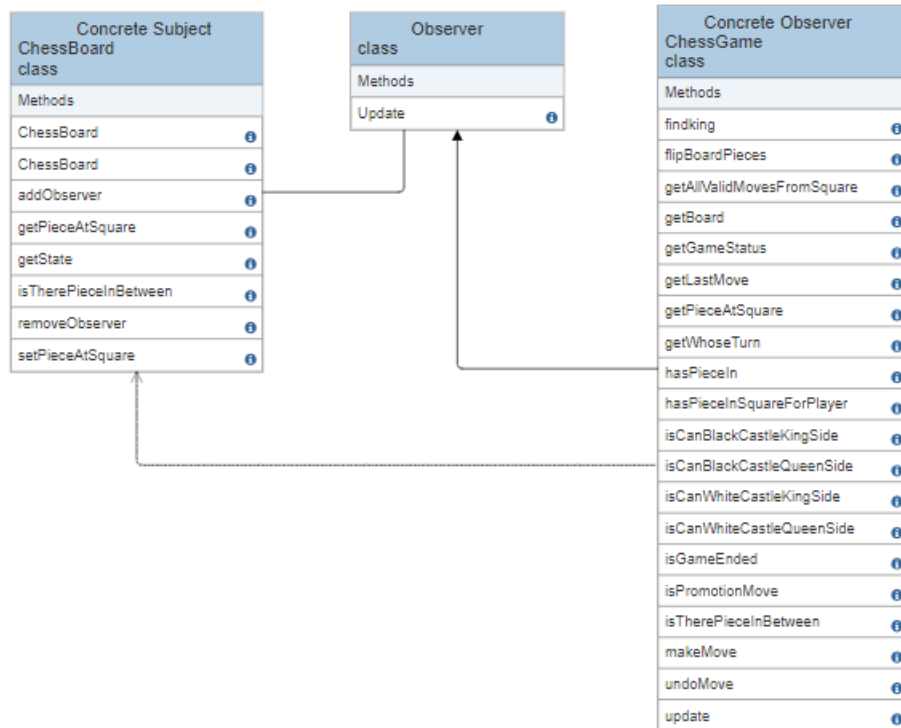 Concrete Subject
ChessBoard
class
Methods
ChessBoard
ChessBoard
addObserver
getPieceAtSquare
getState
isTherePieceInBetween
removeObserver
setPieceAtSquare
Observer
class
Methods
Update
Concrete Observer
ChessGame
class
Methods
findking
flipBoardPieces
getAllValidMovesFromSquare
getBoard
getGameStatus
getLastMove
getPieceAtSquare
getWhoseTurn
hasPieceIn
hasPieceInSquareForPlayer
isCanBlackCastleKingSide
isCanBlackCastleQueenSide
isCanWhiteCastleKingSide
isCanWhiteCastleQueenSide
isGameEnded
isPromotionMove
isTherePieceInBetween
makeMove
undoMove
update